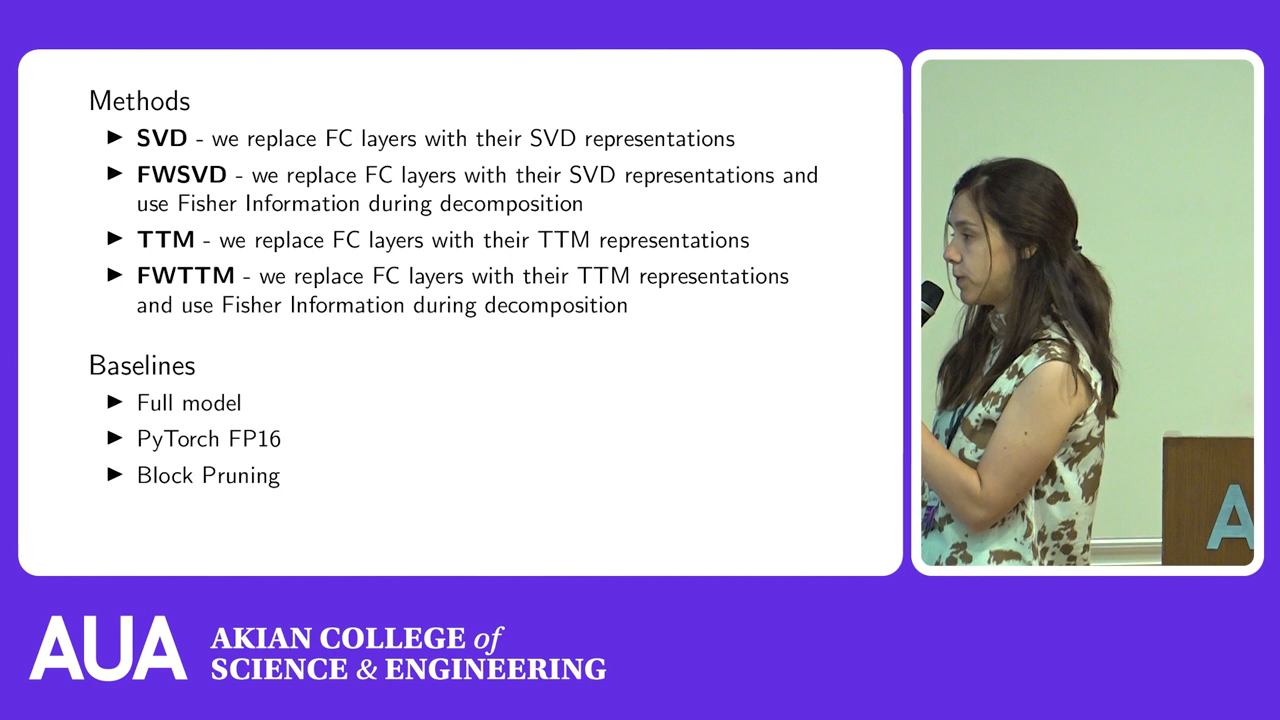 Methods
▶ SVD - we replace FC layers with their SVD representations
▶ FWSVD - we replace FC layers with their SVD representations and
use Fisher Information during decomposition
▶ TTM - we replace FC layers with their TTM representations
▶ FWTTM - we replace FC layers with their TTM representations
and use Fisher Information during decomposition
Baselines
▶ Full model
▶ PyTorch FP16
▶ Block Pruning
A
AUA
AKIAN COLLEGE of
SCIENCE & ENGINEERING